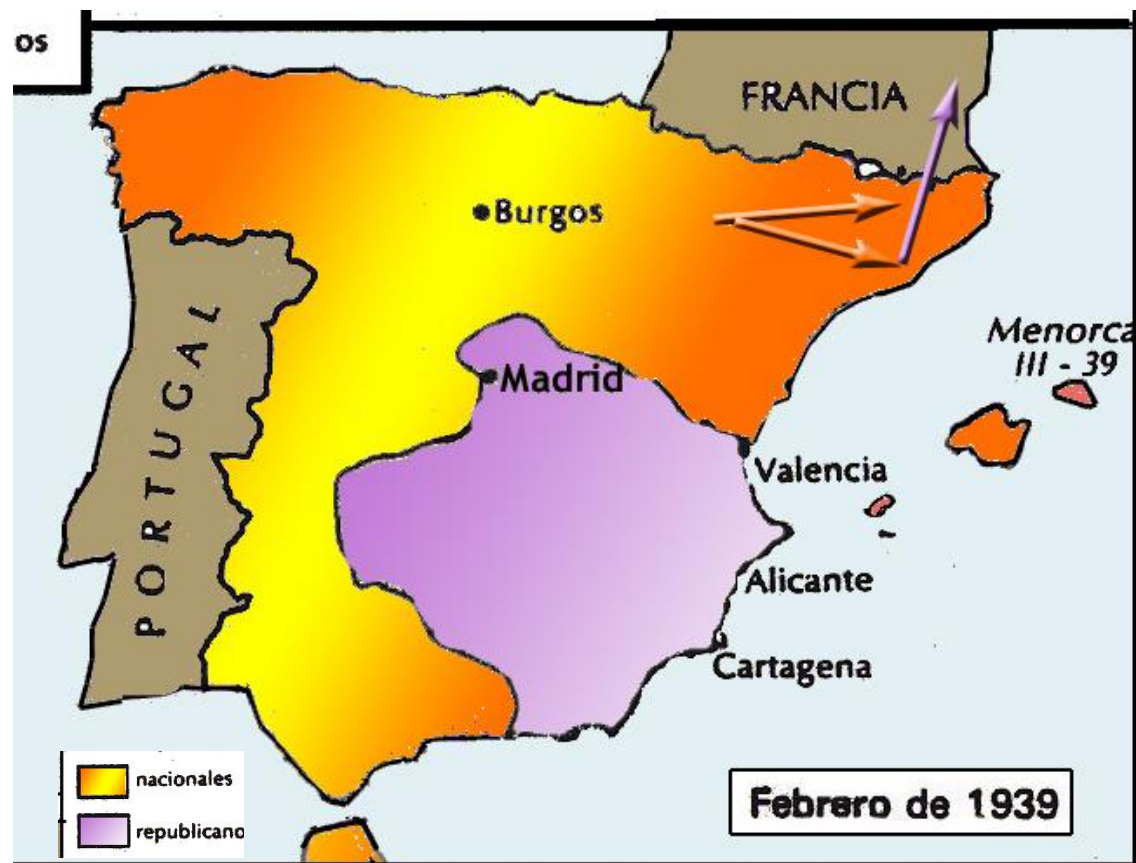 os
FRANCIA
Burgos
Menorca
III - 39
Madrid
PORTUGAL
Valencia
Alicante
Cartagena
nacionales
republicano
Febrero de 1939